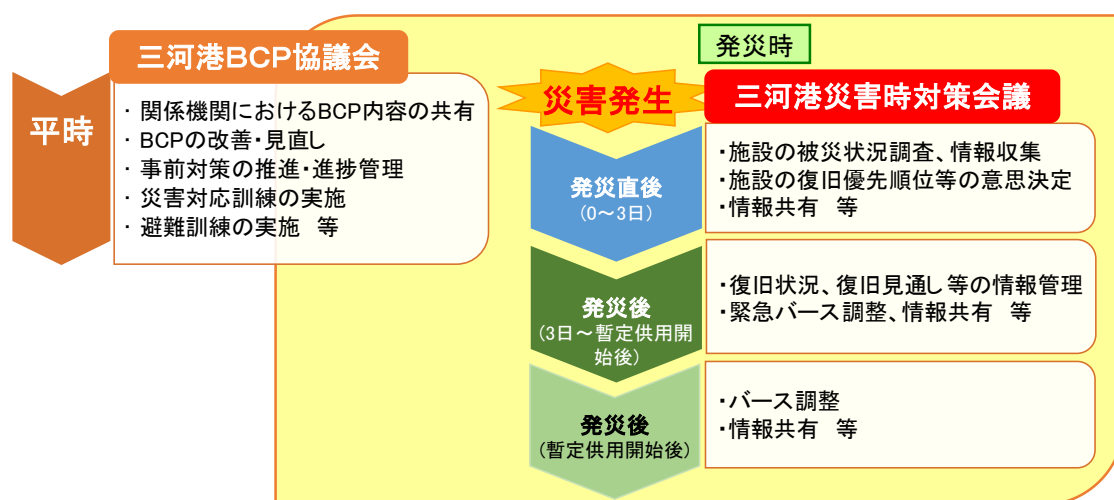 三河港BCP協議会
平時
・関係機関におけるBCP内容の共有
・BCPの改善・見直し
・事前対策の推進・進捗管理
・災害対応訓練の実施
・避難訓練の実施　等
発災時
災害発生
三河港災害時対策会議
発災直後
(0～3日)
・施設の被災状況調査、情報収集
・施設の復旧優先順位等の意思決定
・情報共有　等
発災後
(3日～暫定供用開
始後)
・復旧状況、復旧見通し等の情報管理
・緊急バース調整、情報共有　等
発災後
(暫定供用開始後)
・バース調整
・情報共有　等